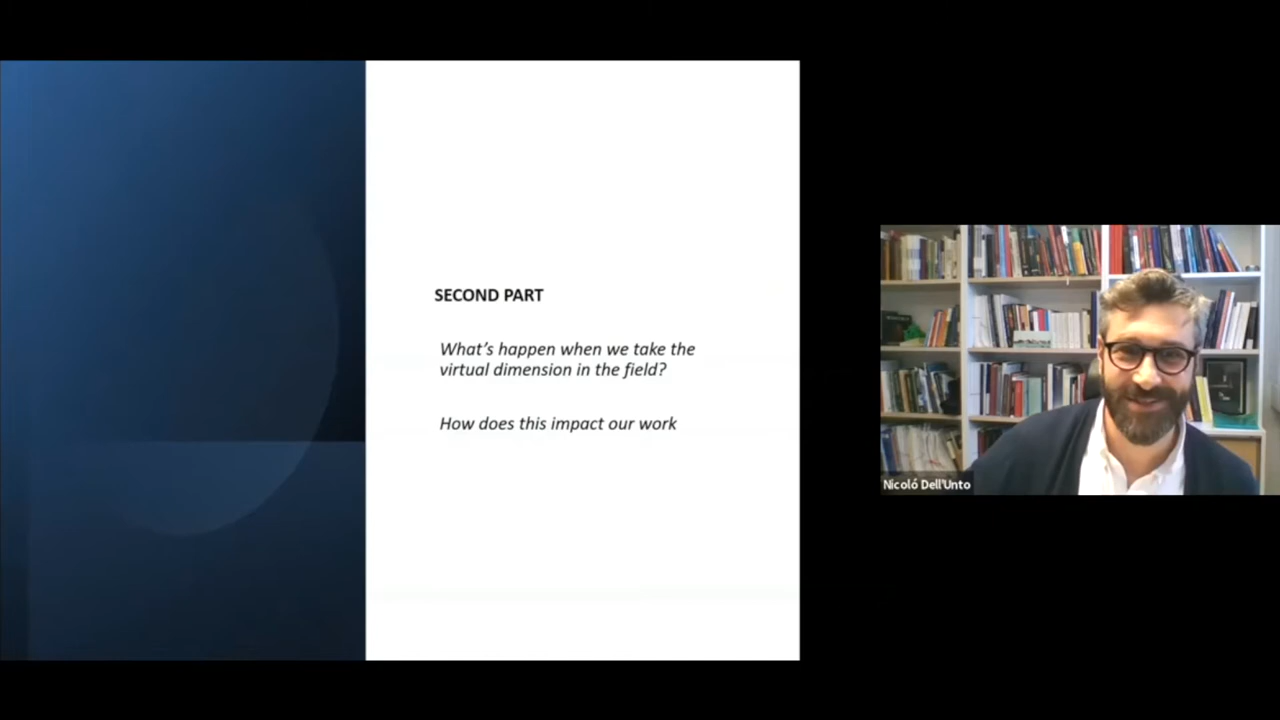 SECOND PART
What's happen when we take the
virtual dimension in the field?
How does this impact our work
Nicoló Dell'Unto